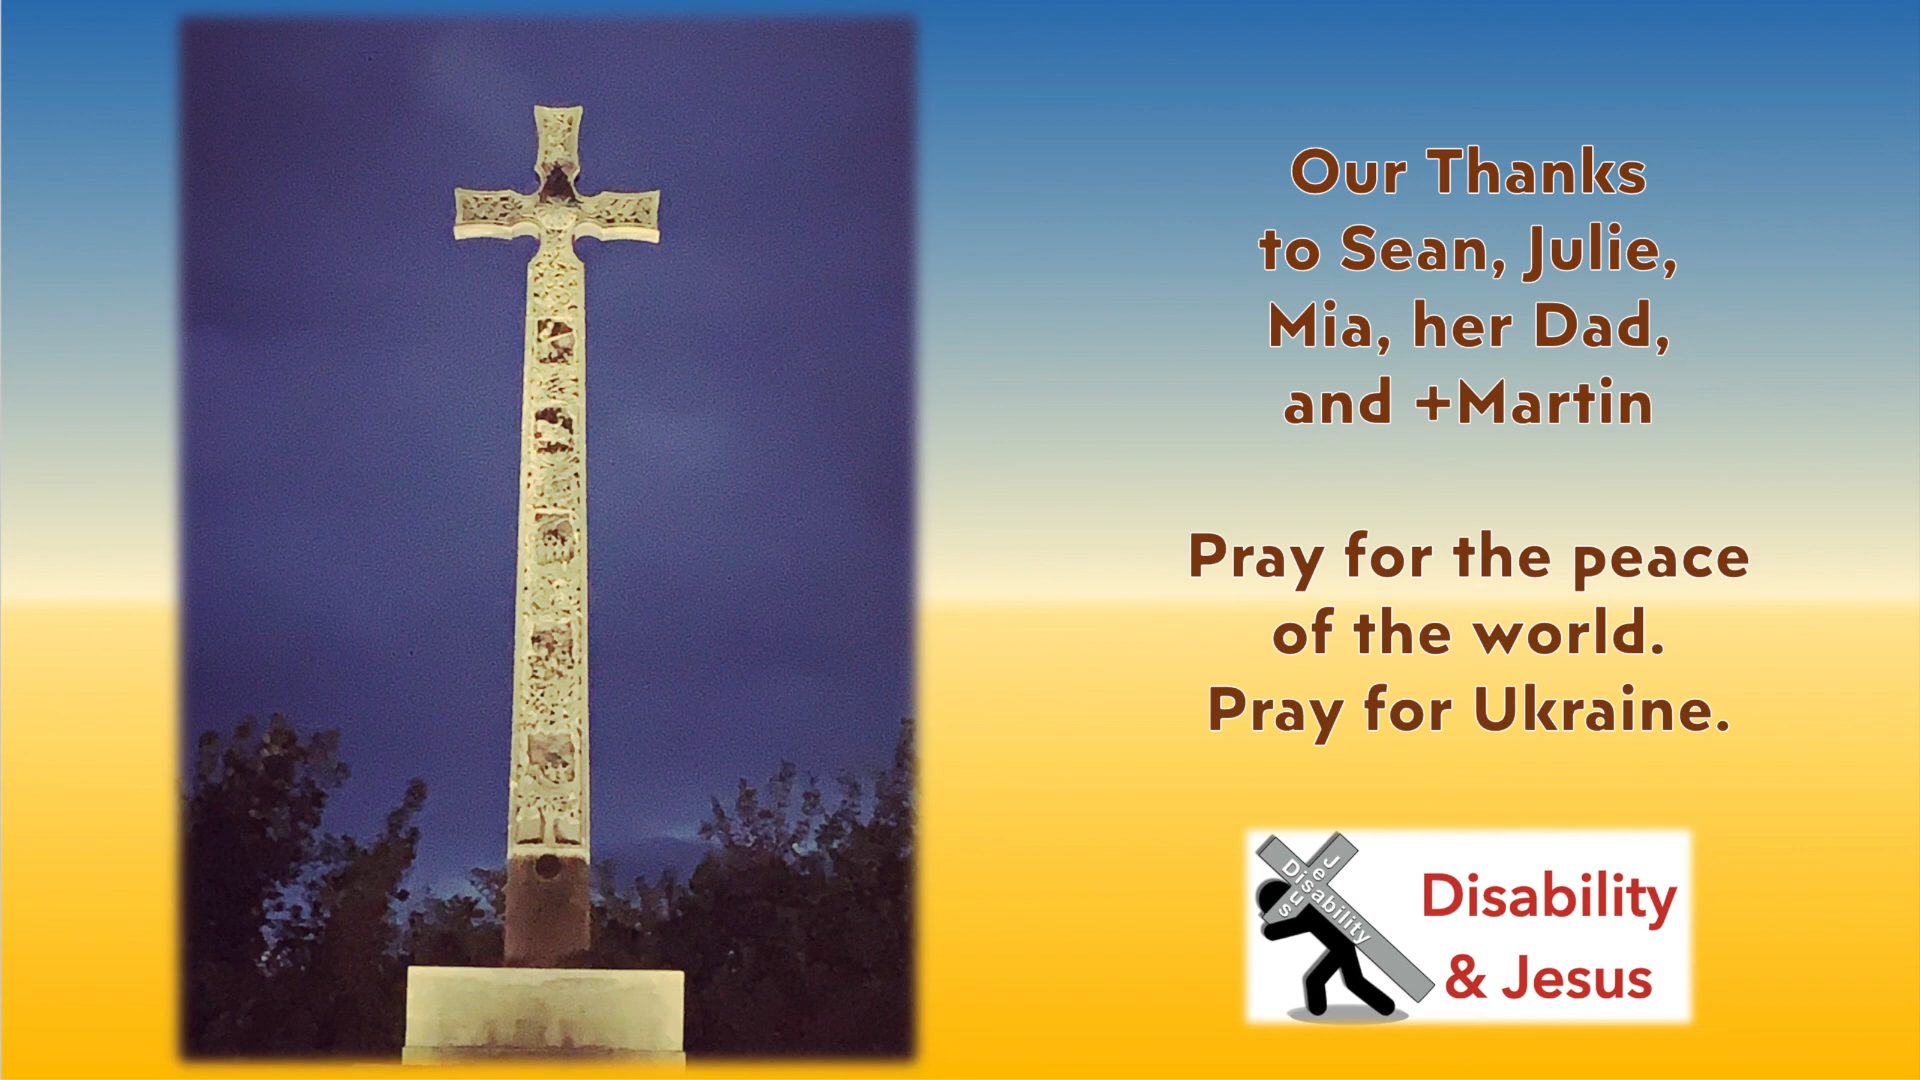 Our Thanks
to Sean, Julie,
Mia, her Dad,
and +Martin
Pray for the peace
of the world.
Pray for Ukraine.
Jesus
Disability
Disability
& Jesus